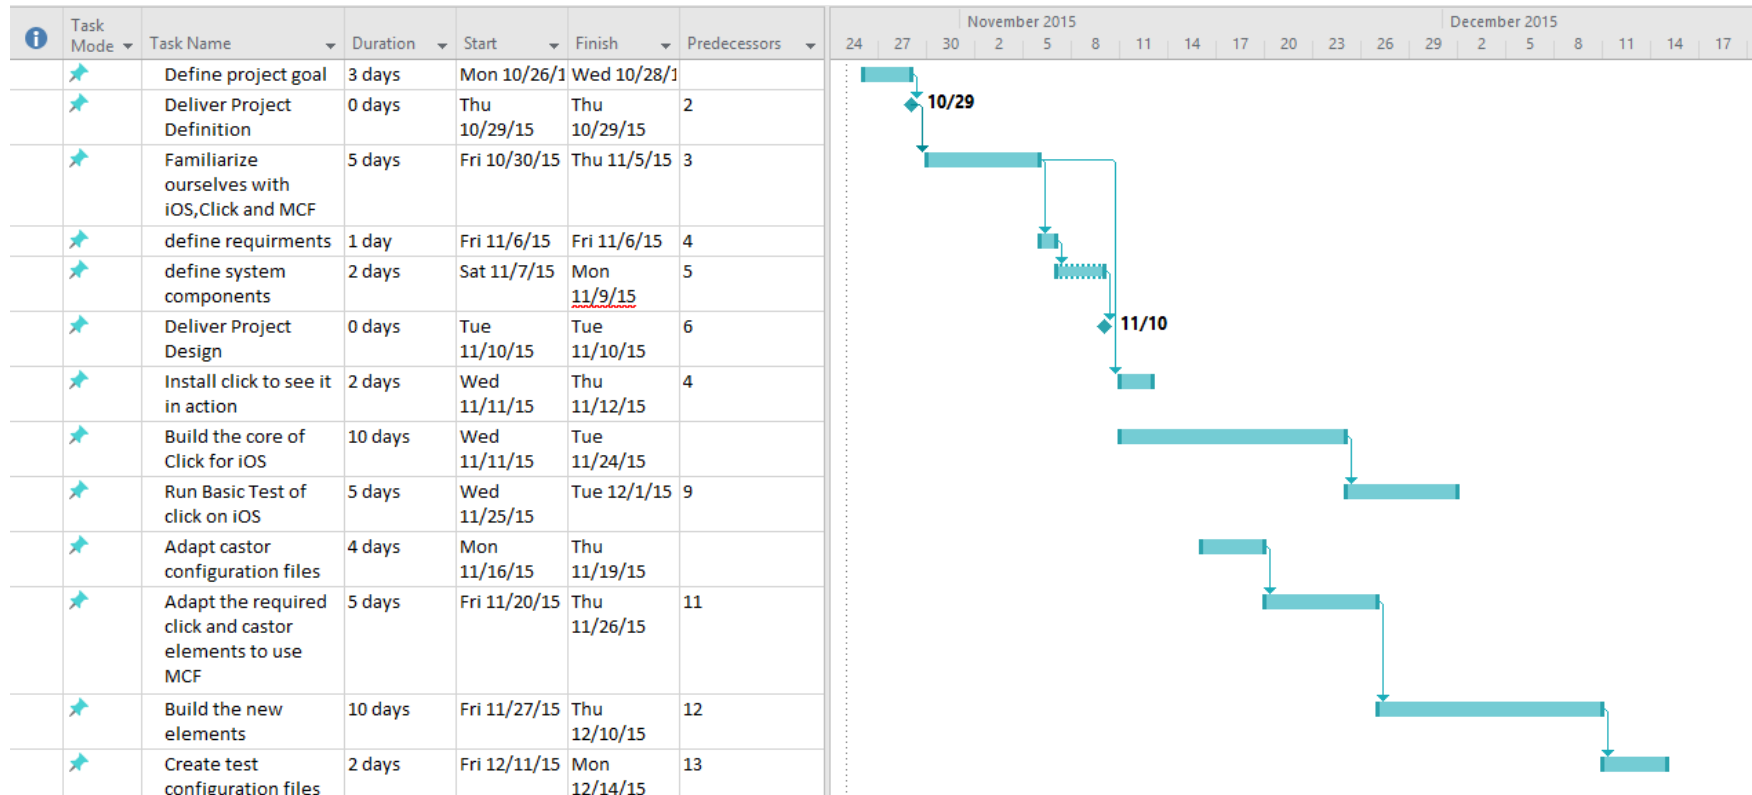 Task
Mode Task Name Duration Start Finish Predecessors
November 2015 December 2015
24 27 30 2 5 8 11 14 17 20 23 26 29 2 5 8 11 14 17
Define project goal 3 days Mon 10/26/1 Wed 10/28/1
Deliver Project 0 days Thu Thu 2
Definition 10/29/15 10/29/15
10/29
Familiarize 5 days Fri 10/30/15 Thu 11/5/15 3
ourselves with
iOS,Click and MCF
define requirments 1 day Fri 11/6/15 Fri 11/6/15 4
define system 2 days Sat 11/7/15 Mon 5
components 11/9/15
Deliver Project 0 days Tue Tue 6
Design 11/10/15 11/10/15
11/10
Install click to see it 2 days Wed Thu 4
in action 11/11/15 11/12/15
Build the core of 10 days Wed Tue
Click for iOS 11/11/15 11/24/15
Run Basic Test of 5 days Wed Tue 12/1/15 9
click on iOS 11/25/15
Adapt castor 4 days Mon Thu
configuration files 11/16/15 11/19/15
Adapt the required 5 days Fri 11/20/15 Thu 11
click and castor 11/26/15
elements to use
MCF
Build the new 10 days Fri 11/27/15 Thu 12
elements 12/10/15
Create test 2 days Fri 12/11/15 Mon 13
configuration files 12/14/15